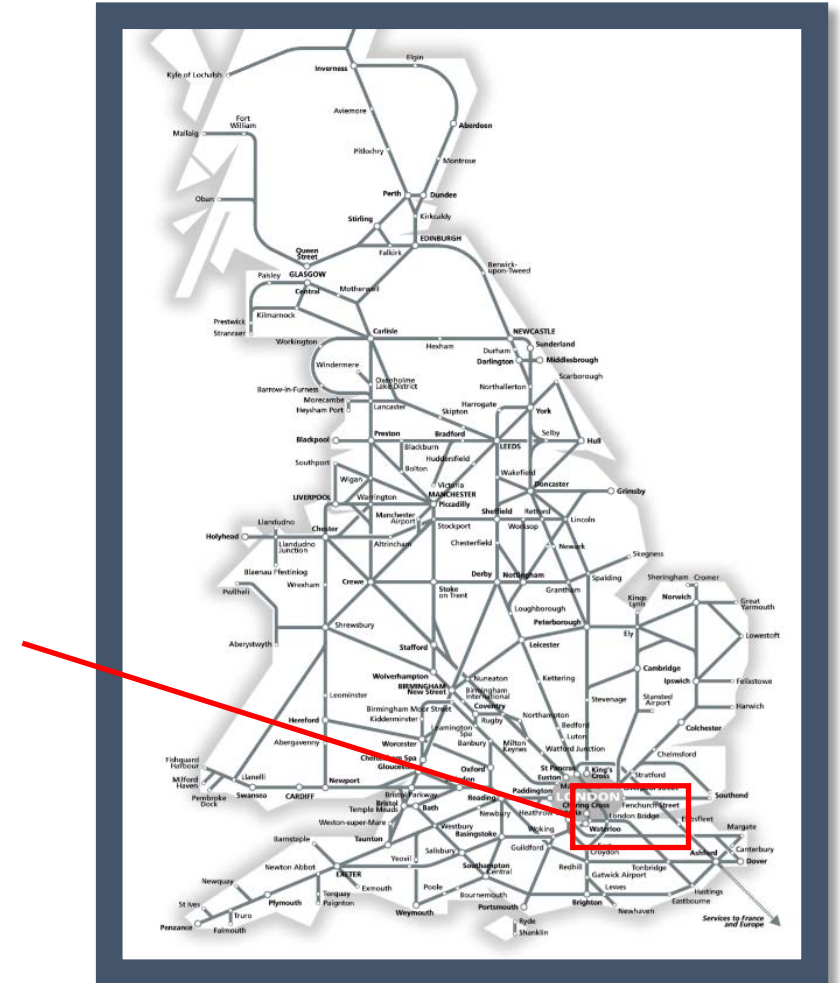 Elgin
Kyle of Lochalsh
Inverness
Aviemore
Fort
William
Mallaig
Aberdeen
Pitlochry
Montrose
Perth
Dundee
Oban
Stirling
Kirkcaldy
EDINBURGH
Queen
Street
Falkirk
Berwick-
upon-Tweed
Paisley
GLASGOW
Central
Motherwell
Prestwick
Kilmarnock
Stranraer
Carlisle
NEWCASTLE
Workington
Hexham
Sunderland
Durham
Darlington
Middlesbrough
Windermere
Scarborough
Oxenholme
Lake District
Northallerton
Barrow-in-Furness
Morecambe
Heysham Port
Lancaster
Skipton
Harrogate
York
Blackpool
Preston
Bradford
Selby
Hull
Blackburn
LEEDS
Southport
Bolton
Huddersfield
Wigan
Wakefield
Victoria
Doncaster
Grimsby
LIVERPOOL
Warrington
MANCHESTER
Piccadilly
Manchester
Airport
Sheffield
Retford
Lincoln
Llandudno
Stockport
Worksop
Holyhead
Chester
Llandudno
Junction
Altrincham
Chesterfield
Newark
Skegness
Blaenau Ffestiniog
Wrexham
Crewe
Derby
Nottingham
Spalding
Sheringham
Cromer
Pwllheli
Stoke
on Trent
Grantham
Kings
Lynn
Norwich
Great
Yarmouth
Loughborough
Shrewsbury
Peterborough
Ely
Lowestoft
Aberystwyth
Stafford
Leicester
Cambridge
Wolverhampton
Nuneaton
Kettering
Ipswich
Felixstowe
BIRMINGHAM
New Street
Birmingham
International
Leominster
Coventry
Stevenage
Stansted
Airport
Harwich
Birmingham Moor Street
Kidderminster
Northampton
Rugby
Hereford
Leamington
Spa
Bedford
Colchester
Abergavenny
Worcester
Banbury
Milton
Keynes
Luton
Watford Junction
Chelmsford
Cheltenham Spa
Gloucester
Fishguard
Harbour
Oxford
St Pancras
Euston
King's
Cross
Stratford
Milford
Haven
Llanelli
Paddington
LONDON
Southend
Pembroke
Dock
Swansea
CARDIFF
Newport
Bristol Parkway
Reading
Charing Cross
Fenchurch Street
Bristol
Temple Meads
Bath
Newbury
Heathrow
London Bridge
Margate
Weston-super-Mare
Westbury
Basingstoke
Woking
Waterloo
Canterbury
Barnstaple
Taunton
Salisbury
Guildford
Croydon
Ashford
Dover
Newton Abbot
Yeovil
Southampton
Central
Redhill
Tonbridge
EXETER
Gatwick Airport
Newquay
Exmouth
Poole
Lewes
Hastings
Torquay
Paignton
Bournemouth
Eastbourne
St Ives
Plymouth
Weymouth
Portsmouth
Brighton
Newhaven
Truro
Ryde
Services to France
and Europe
Penzance
Falmouth
Shanklin